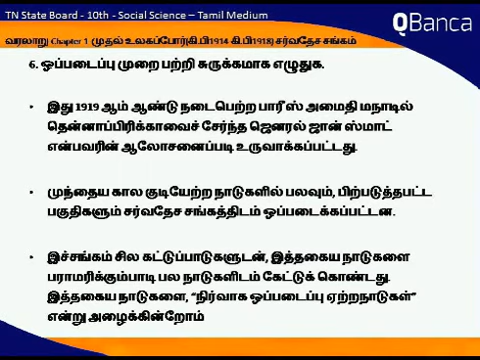 TN State Board - 10th - Social Science – Tamil Medium
QBanca
வரலாறு Chapter 1 முதல் உலகப்போர்(கி.பி1914 கி.பி1918) சர்வதேச சங்கம்
6. ஒப்படைப்பு முறை பற்றி சுருக்கமாக எழுதுக.
• இது 1919 ஆம் ஆண்டு நடைபெற்ற பாரீஸ் அமைதி மநாடில்
தென்னாப்பிரிக்காவைச் சேர்ந்த ஜெனரல் ஜான் ஸ்மாட்
என்பவரின் ஆலோசனைப்படி உருவாக்கப்பட்டது.
• முந்தைய கால குடியேற்ற நாடுகளில் பலவும், பிற்படுத்தபட்ட
பகுதிகளும் சர்வதேச சங்கத்திடம் ஒப்படைக்கப்பட்டன.
• இச்சங்கம் சில கட்டுப்பாடுகளுடன், இத்தகைய நாடுகளை
பராமரிக்கும்பாடி பல நாடுகளிடம் கேட்டுக் கொண்டது.
இத்தகைய நாடுகளை, “நிர்வாக ஒப்படைப்பு ஏற்றநாடுகள்”
என்று அழைக்கின்றோம்